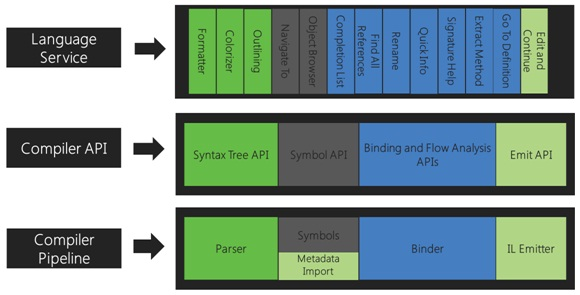 Language
Service
Formatter
Colorizer
Outlining
Navigate To
Object Browser
Completion List
Find All
References
Rename
Quick Info
Signature Help
Extract Method
Go To Definition
Edit and
Continue
Compiler API
Syntax Tree API
Symbol API
Binding and Flow Analysis
APIs
Emit API
Compiler
Pipeline
Parser
Symbols
Metadata
Import
Binder
IL Emitter